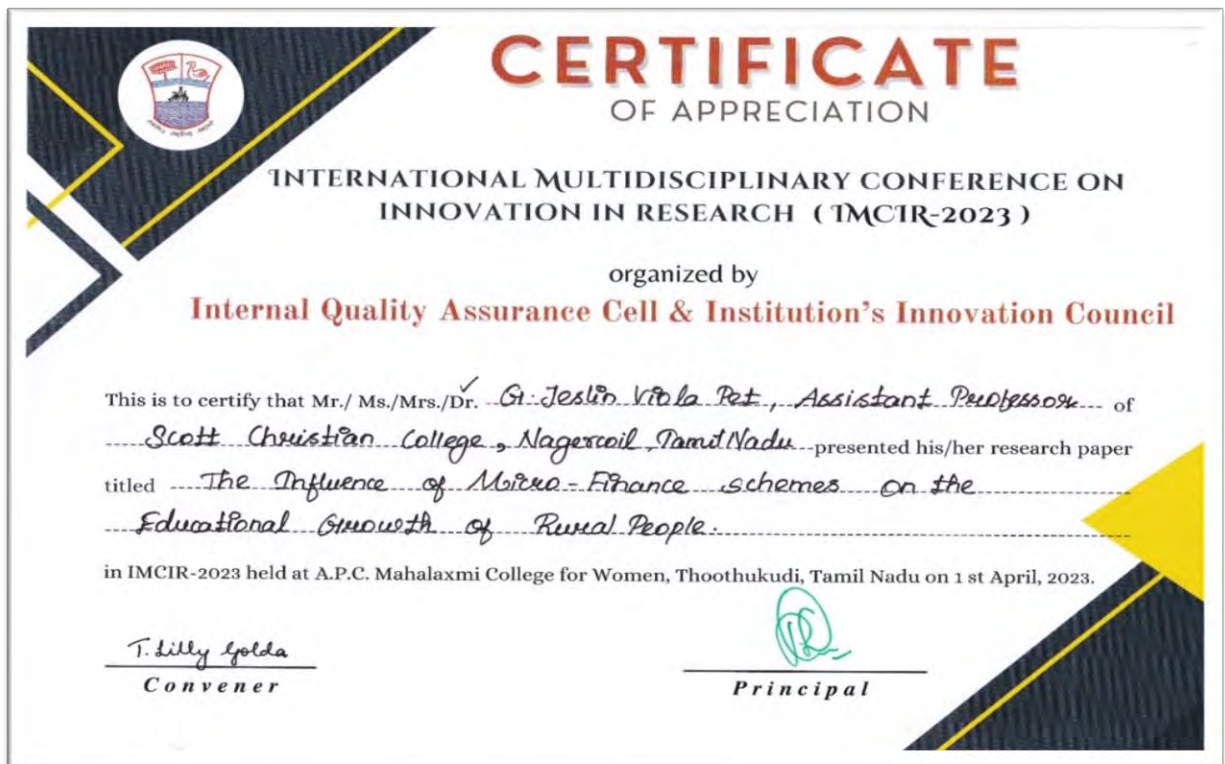 CERTIFICATE
OF APPRECIATION
INTERNATIONAL MULTIDISCIPLINARY CONFERENCE ON
INNOVATION IN RESEARCH ( IMCIR-2023 )
organized by
Internal Quality Assurance Cell & Institution's Innovation Council
This is to certify that Mr./ Ms./Mrs./Dr. G. Jeslin Viola Pet, Assistant Professor of
Scott Christian College, Nagercoil, Tamil Nadu presented his/her research paper
titled The Influence of Micro-Finance schemes on the
Educational Growth of Rural People.
in IMCIR-2023 held at A.P.C. Mahalaxmi College for Women, Thoothukudi, Tamil Nadu on 1 st April, 2023.
T. Lilly Golda
Convener
Principal